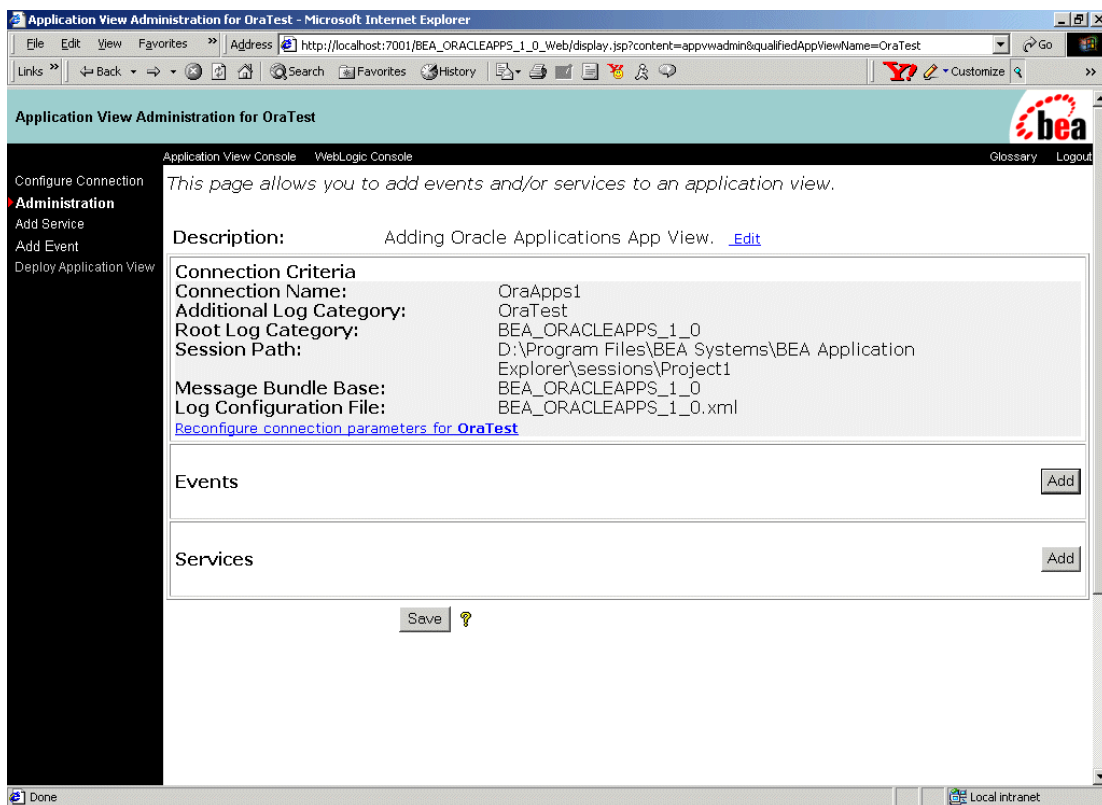 Application View Administration for OraTest - Microsoft Internet Explorer
File Edit View Favorites » Address http://localhost:7001/BEA_ORACLEAPPS_1_0_Web/display.jsp?content=appvwadmin&qualifiedAppViewName=OraTest Go
Links » Back Search Favorites History Y! Customize »
Application View Administration for OraTest
bea
Application View Console WebLogic Console Glossary Logout
Configure Connection
Administration
Add Service
Add Event
Deploy Application View
This page allows you to add events and/or services to an application view.
Description: Adding Oracle Applications App View. Edit
Connection Criteria
Connection Name: OraApps1
Additional Log Category: OraTest
Root Log Category: BEA_ORACLEAPPS_1_0
Session Path: D:\Program Files\BEA Systems\BEA Application
Explorer\sessions\Project1
Message Bundle Base: BEA_ORACLEAPPS_1_0
Log Configuration File: BEA_ORACLEAPPS_1_0.xml
Reconfigure connection parameters for OraTest
Events Add
Services Add
Save ?
Done Local intranet